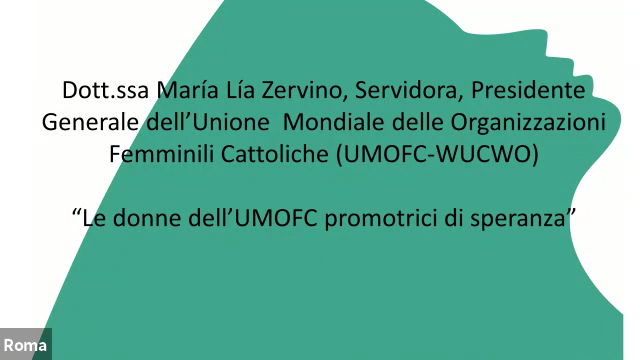 Dott.ssa María Lía Zervino, Servidora, Presidente
Generale dell’Unione  Mondiale delle Organizzazioni
Femminili Cattoliche (UMOFC-WUCWO)
“Le donne dell’UMOFC promotrici di speranza”
Roma